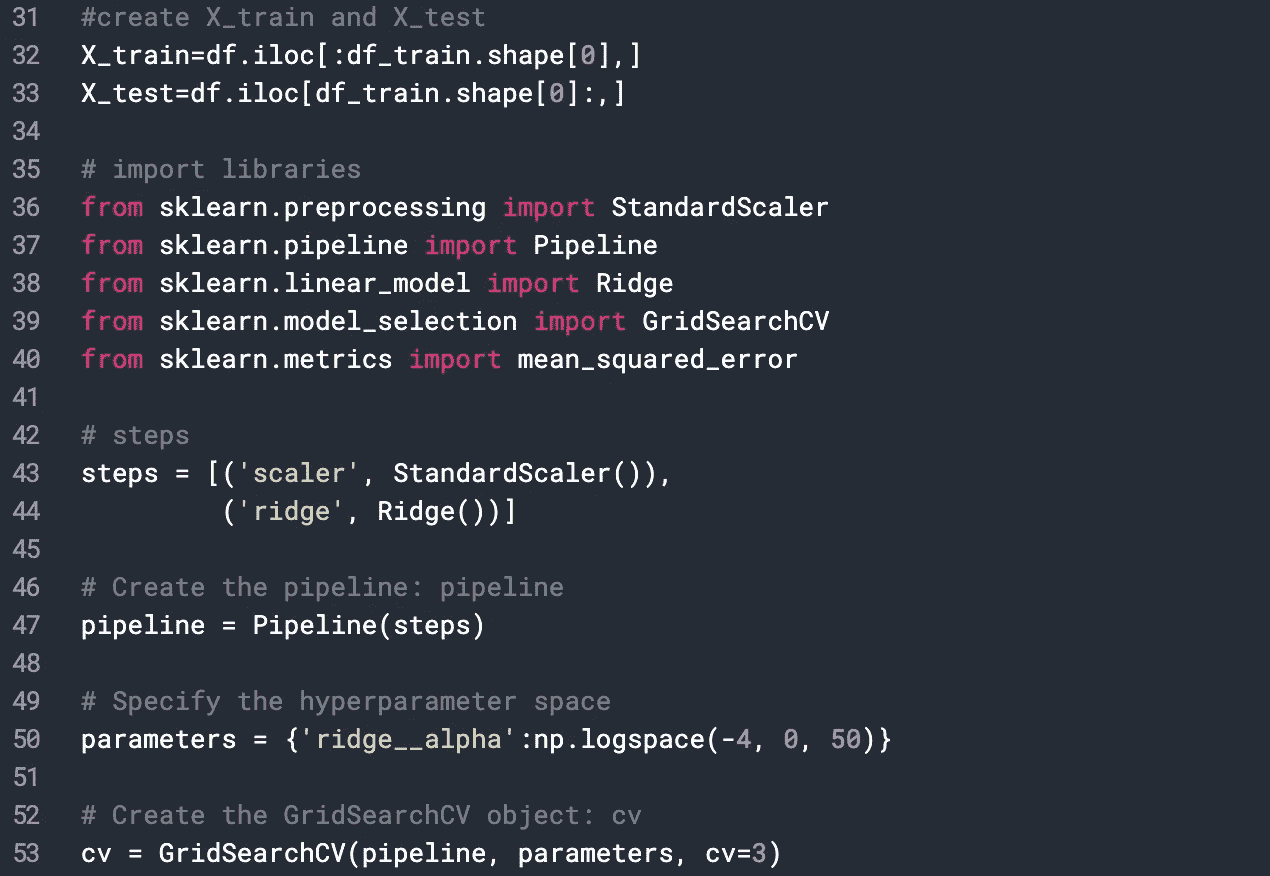 31 #create X_train and X_test
32 X_train=df.iloc[:df_train.shape[0],]
33 X_test=df.iloc[df_train.shape[0]:,]
34
35 # import libraries
36 from sklearn.preprocessing import StandardScaler
37 from sklearn.pipeline import Pipeline
38 from sklearn.linear_model import Ridge
39 from sklearn.model_selection import GridSearchCV
40 from sklearn.metrics import mean_squared_error
41
42 # steps
43 steps = [('scaler', StandardScaler()),
44          ('ridge', Ridge())]
45
46 # Create the pipeline: pipeline
47 pipeline = Pipeline(steps)
48
49 # Specify the hyperparameter space
50 parameters = {'ridge__alpha':np.logspace(-4, 0, 50)}
51
52 # Create the GridSearchCV object: cv
53 cv = GridSearchCV(pipeline, parameters, cv=3)